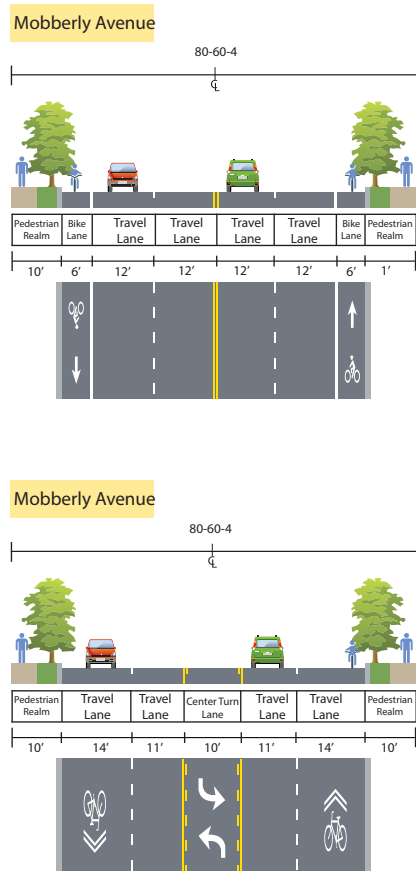 Mobberly Avenue
80-60-4
℄
Pedestrian Realm
Bike Lane
Travel Lane
Travel Lane
Travel Lane
Travel Lane
Bike Lane
Pedestrian Realm
10' 6' 12' 12' 12' 12' 6' 1'
Mobberly Avenue
80-60-4
℄
Pedestrian Realm
Travel Lane
Travel Lane
Center Turn Lane
Travel Lane
Travel Lane
Pedestrian Realm
10' 14' 11' 10' 11' 14' 10'